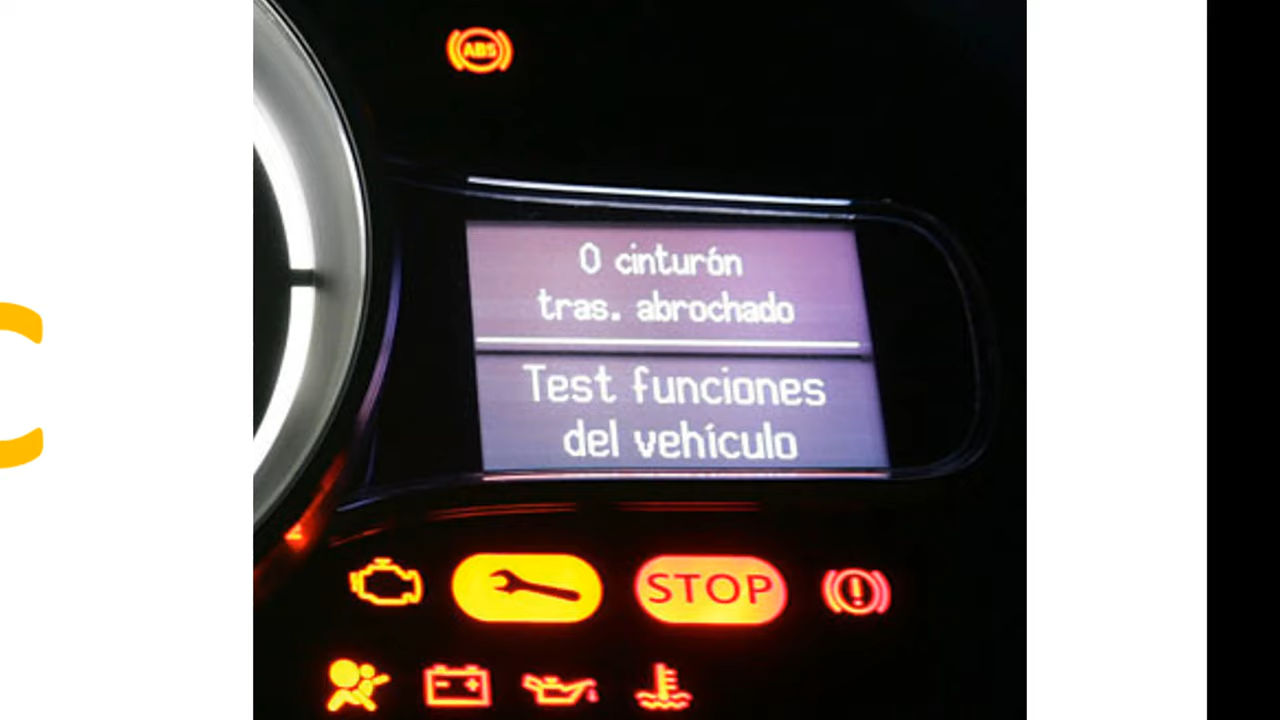 ABS
0 cinturón
tras. abrochado
Test funciones
del vehículo
STOP